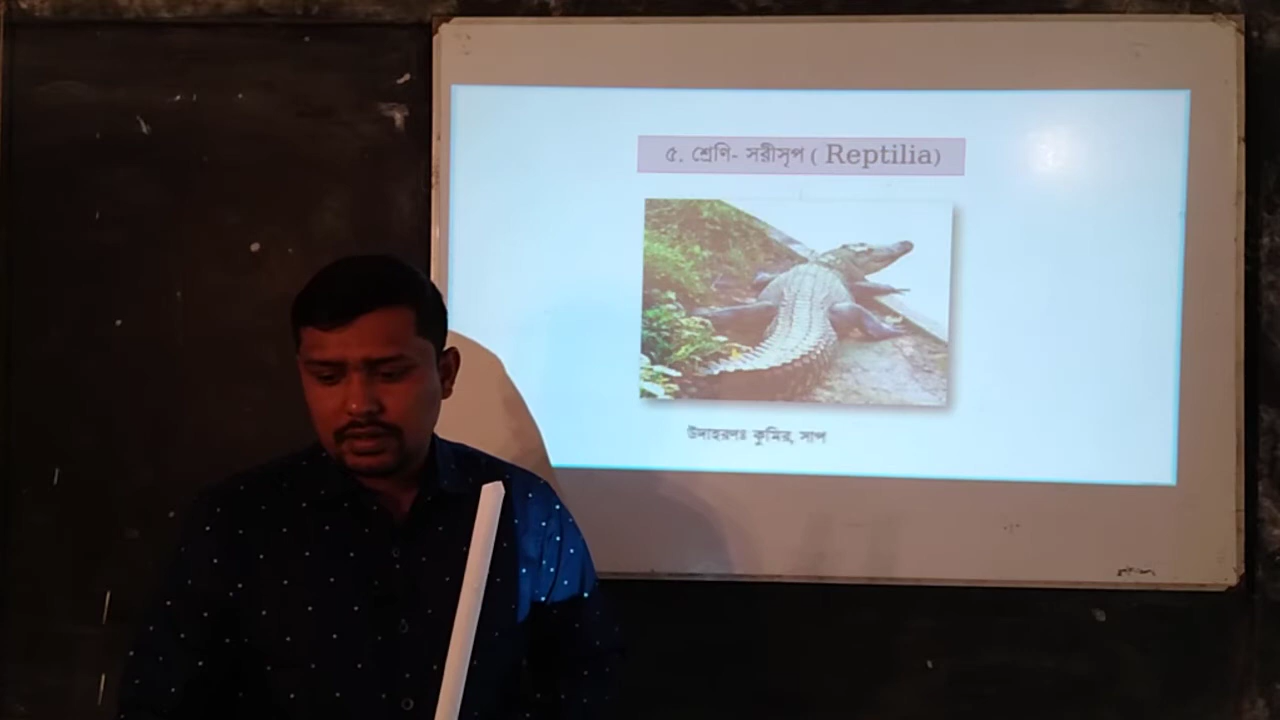 ৫. শ্রেণি- সরীসৃপ ( Reptilia)
উদাহরণঃ কুমির, সাপ